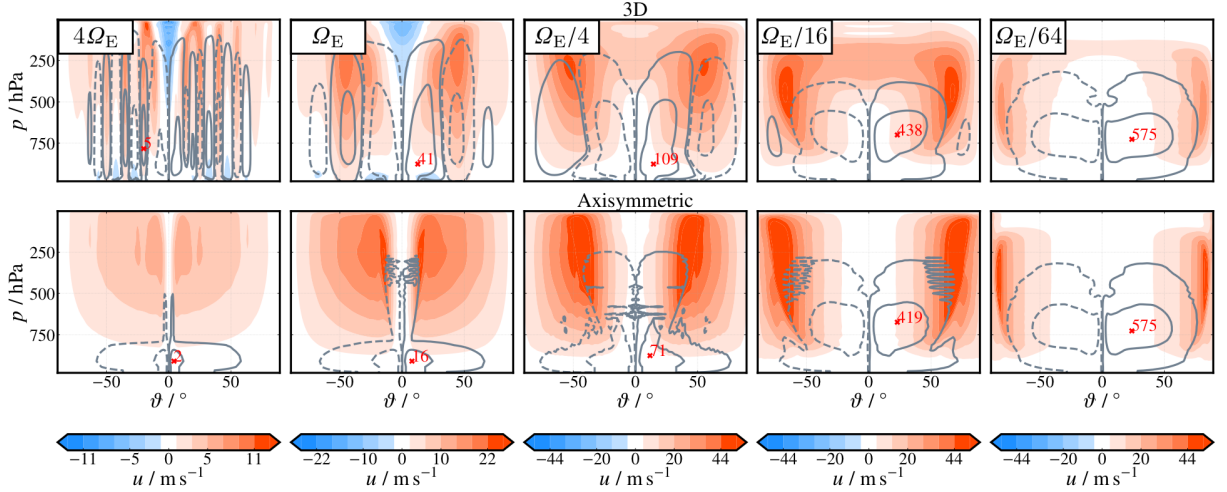 3D
4Ω_E Ω_E Ω_E/4 Ω_E/16 Ω_E/64
p / hPa
250
500
750
5 41 109 438 575
Axisymmetric
p / hPa
250
500
750
2 16 71 419 575
−50 0 50 −50 0 50 −50 0 50 −50 0 50 −50 0 50
ϑ / ° ϑ / ° ϑ / ° ϑ / ° ϑ / °
−11 −5 0 5 11 −22 −10 0 10 22 −44 −20 0 20 44 −44 −20 0 20 44 −44 −20 0 20 44
u / m s⁻¹ u / m s⁻¹ u / m s⁻¹ u / m s⁻¹ u / m s⁻¹